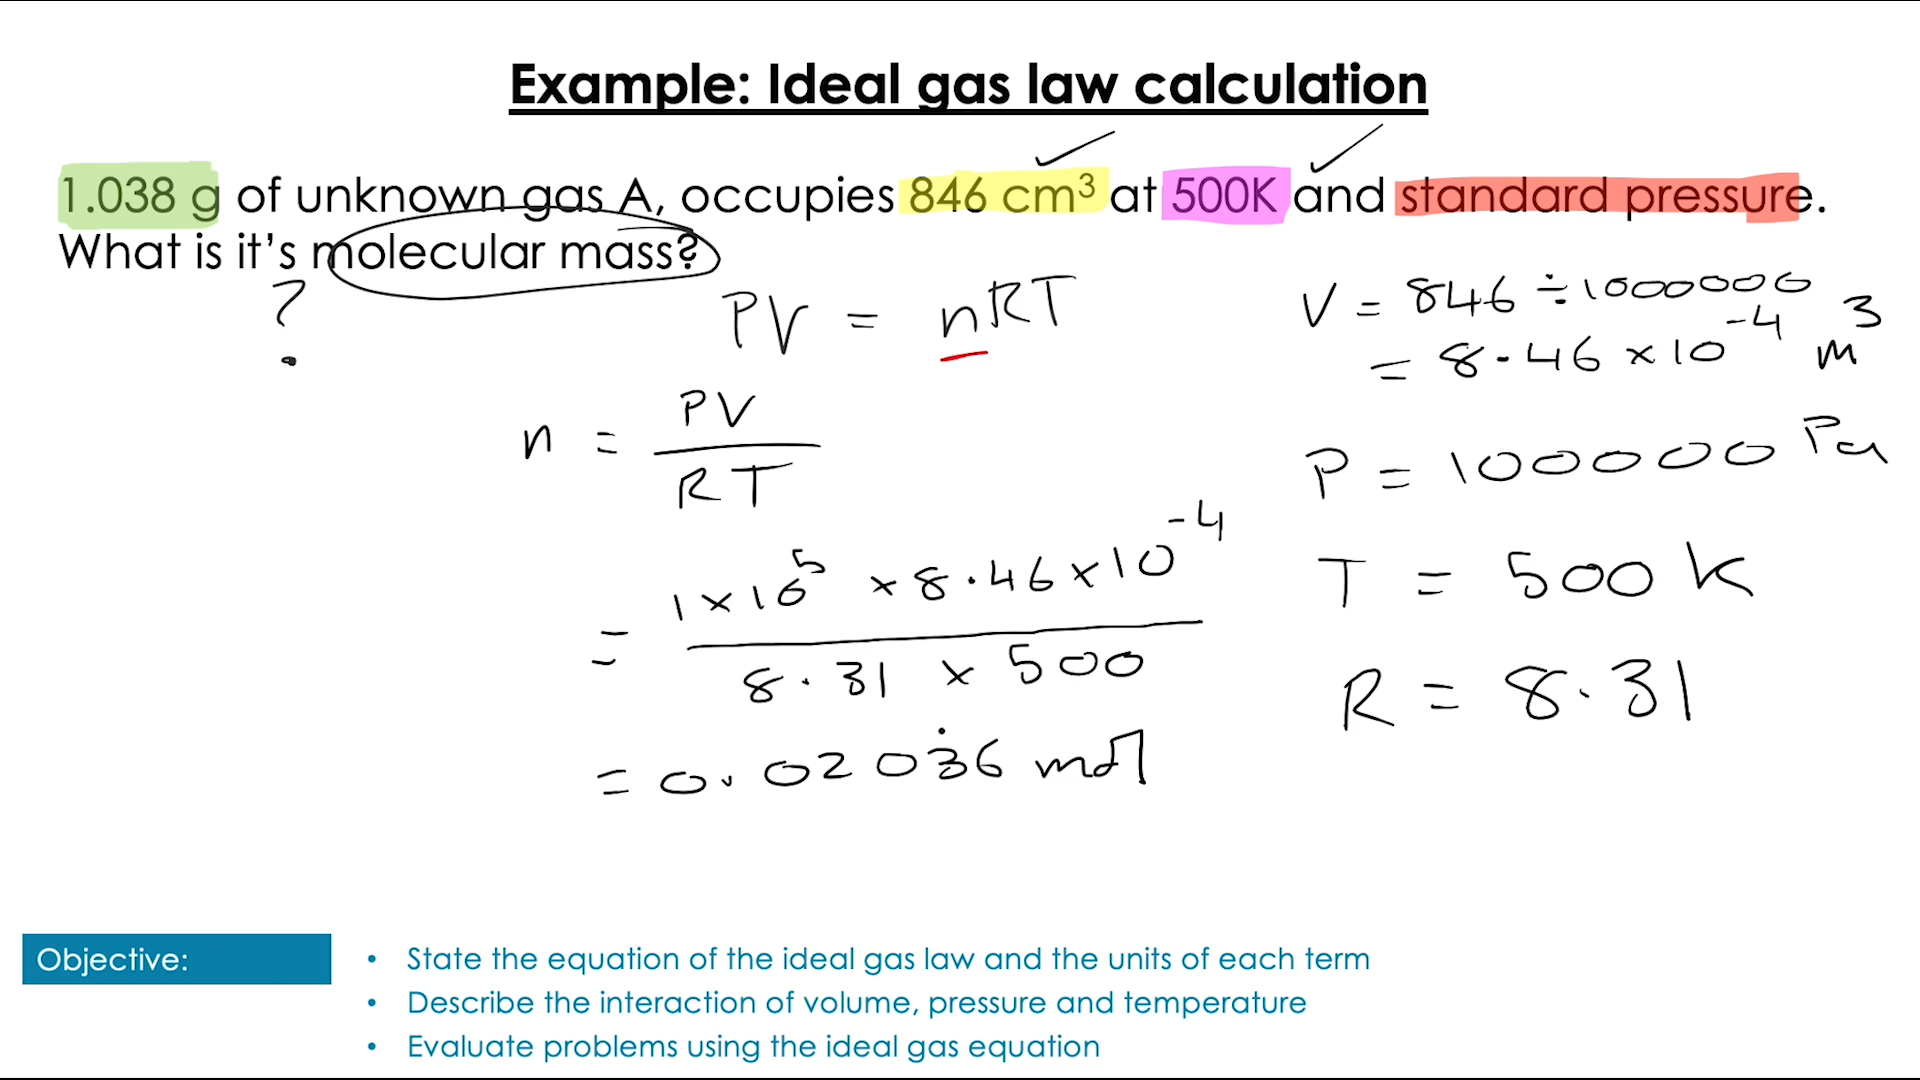 Example: Ideal gas law calculation
1.038 g of unknown gas A, occupies 846 cm³ at 500K and standard pressure.
What is it’s molecular mass?
?
PV = nRT
n = PV
RT
= 1 x 10⁵ x 8.46 x 10⁻⁴
8.31 x 500
= 0.02036 mol
V = 846 ÷ 1000000
= 8.46 x 10⁻⁴ m³
P = 100000 Pa
T = 500 K
R = 8.31
Objective:
• State the equation of the ideal gas law and the units of each term
• Describe the interaction of volume, pressure and temperature
• Evaluate problems using the ideal gas equation